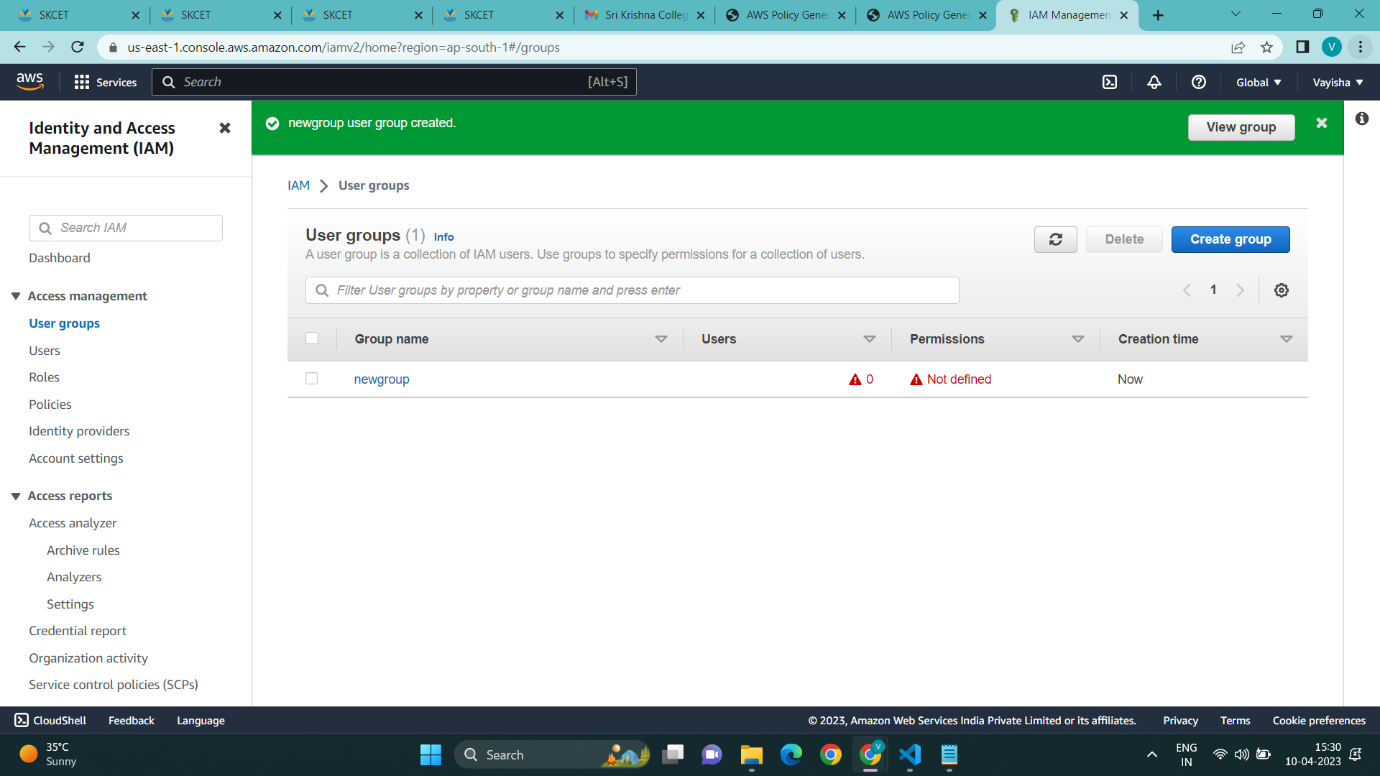 SKCET
SKCET
SKCET
SKCET
Sri Krishna Colleg
AWS Policy Gene
AWS Policy Gene
IAM Managemen
us-east-1.console.aws.amazon.com/iamv2/home?region=ap-south-1#/groups
V
aws
Services
Search
[Alt+S]
Global
Vayisha
Identity and Access
Management (IAM)
Search IAM
Dashboard
Access management
User groups
Users
Roles
Policies
Identity providers
Account settings
Access reports
Access analyzer
Archive rules
Analyzers
Settings
Credential report
Organization activity
Service control policies (SCPs)
newgroup user group created.
View group
IAM > User groups
User groups (1) Info
A user group is a collection of IAM users. Use groups to specify permissions for a collection of users.
Delete
Create group
Filter User groups by property or group name and press enter
1
Group name Users Permissions Creation time
newgroup 0 Not defined Now
CloudShell Feedback Language © 2023, Amazon Web Services India Private Limited or its affiliates. Privacy Terms Cookie preferences
35°C
Sunny
Search
V
ENG
IN
15:30
10-04-2023